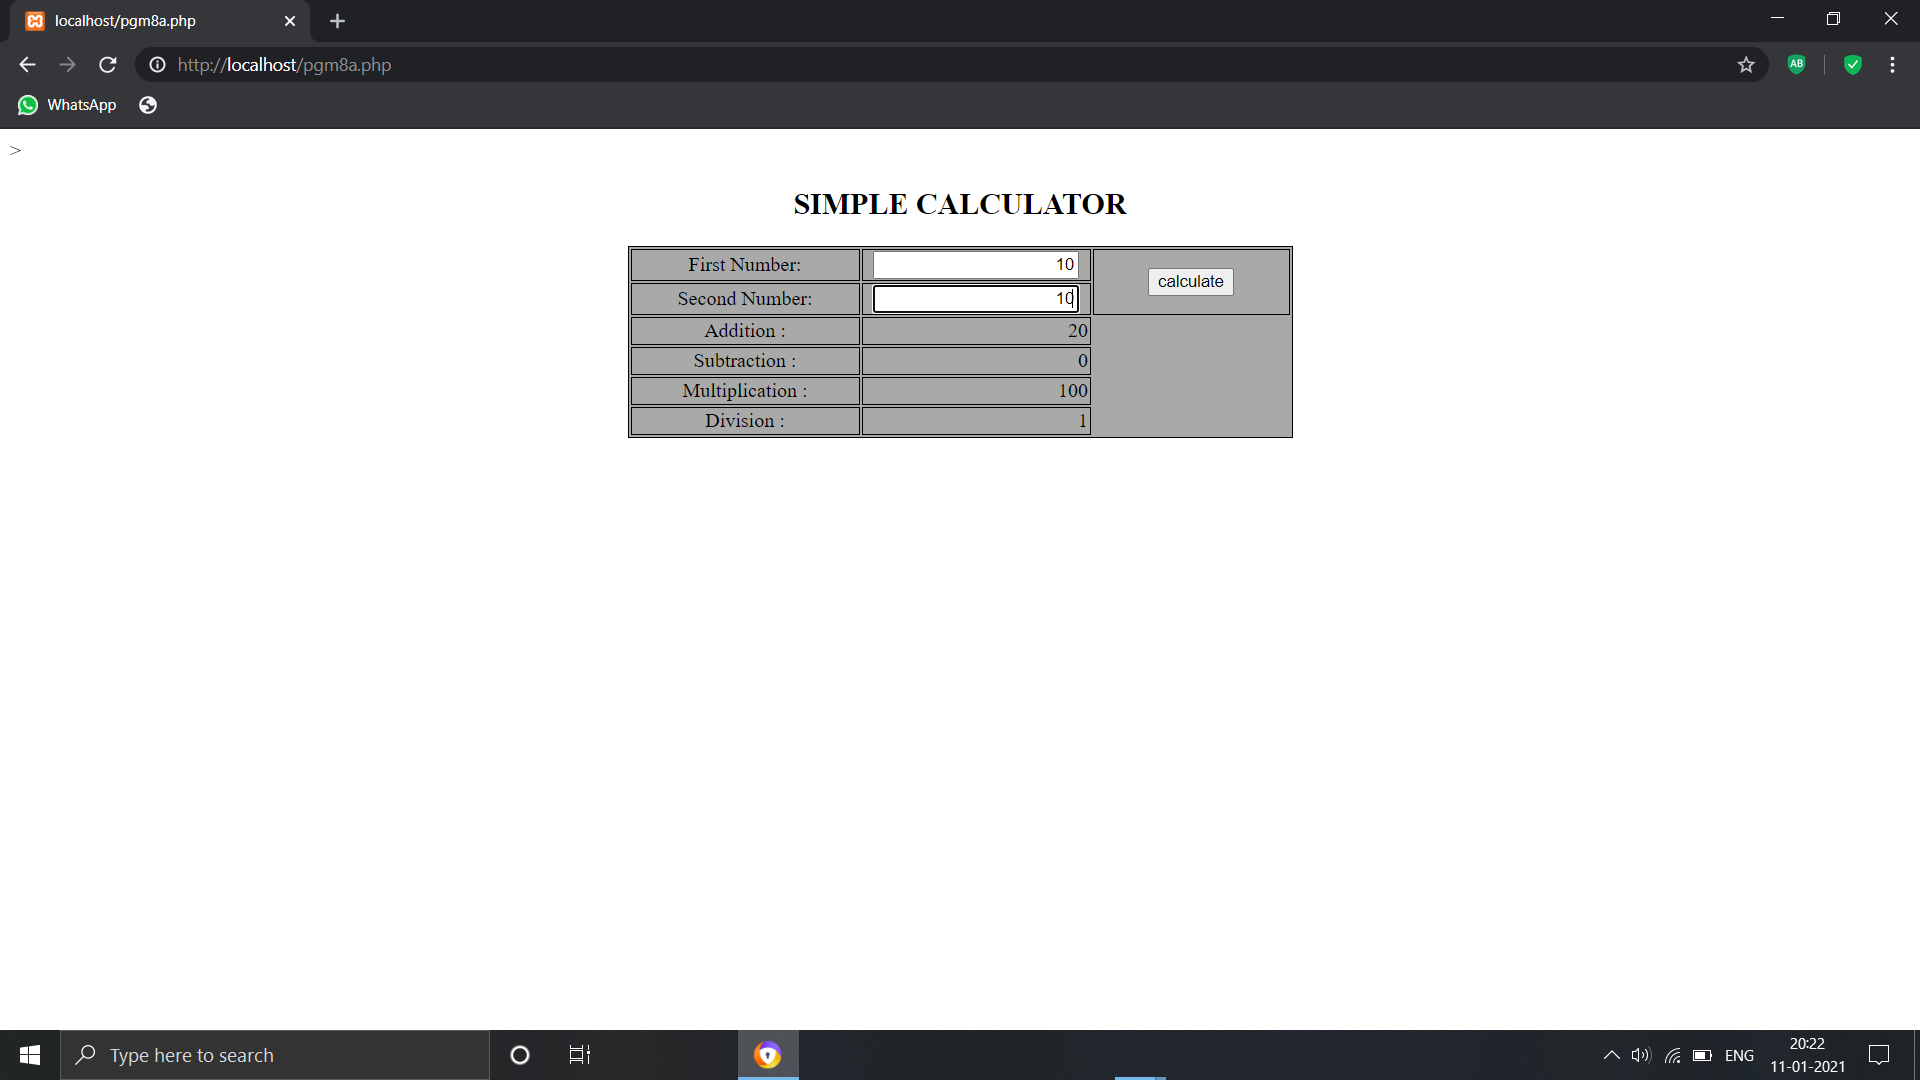 localhost/pgm8a.php
http://localhost/pgm8a.php
AB
WhatsApp
>
SIMPLE CALCULATOR
First Number: 10 calculate
Second Number: 10
Addition : 20
Subtraction : 0
Multiplication : 100
Division : 1
Type here to search
ENG
20:22
11-01-2021